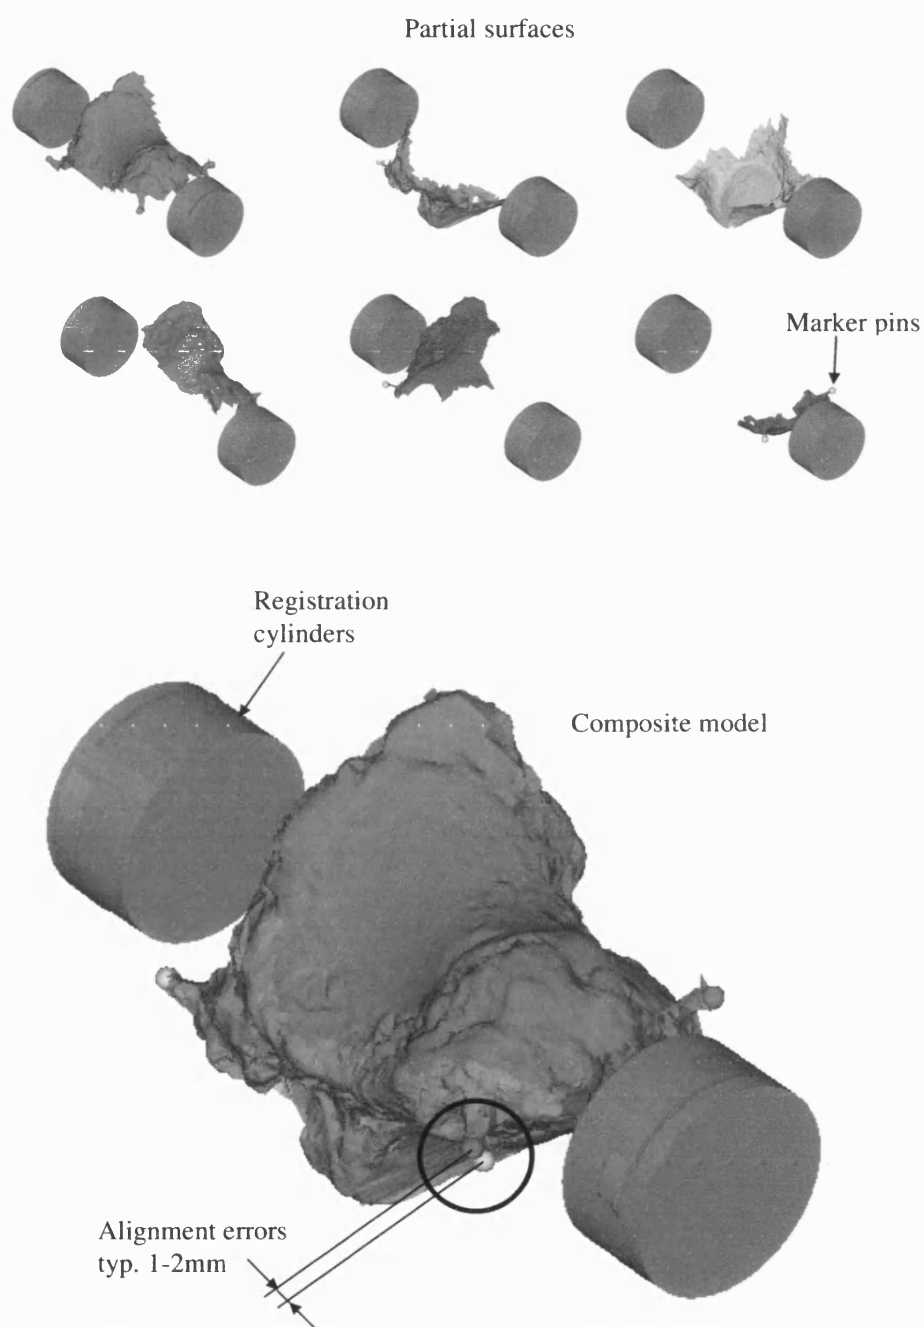 Partial surfaces
Marker pins
Registration
cylinders
Composite model
Alignment errors
typ. 1-2mm